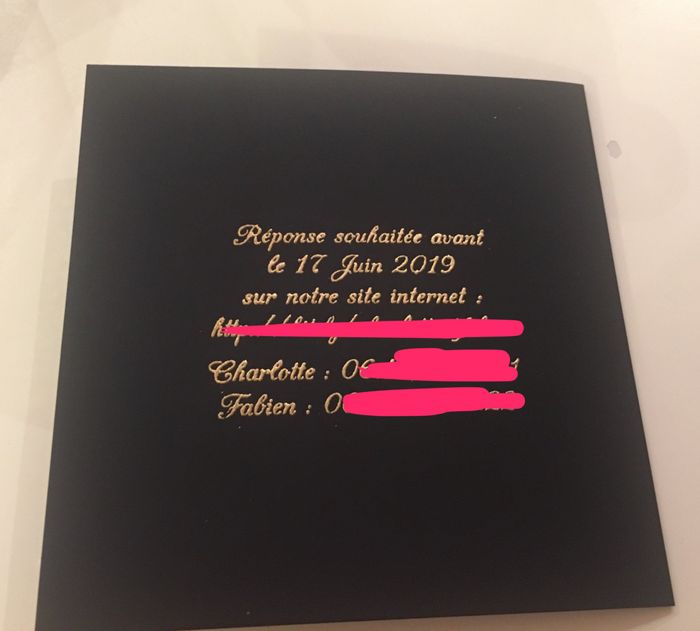 Réponse souhaitée avant
le 17 Juin 2019
sur notre site internet :
Charlotte : 06
Fabien : 0